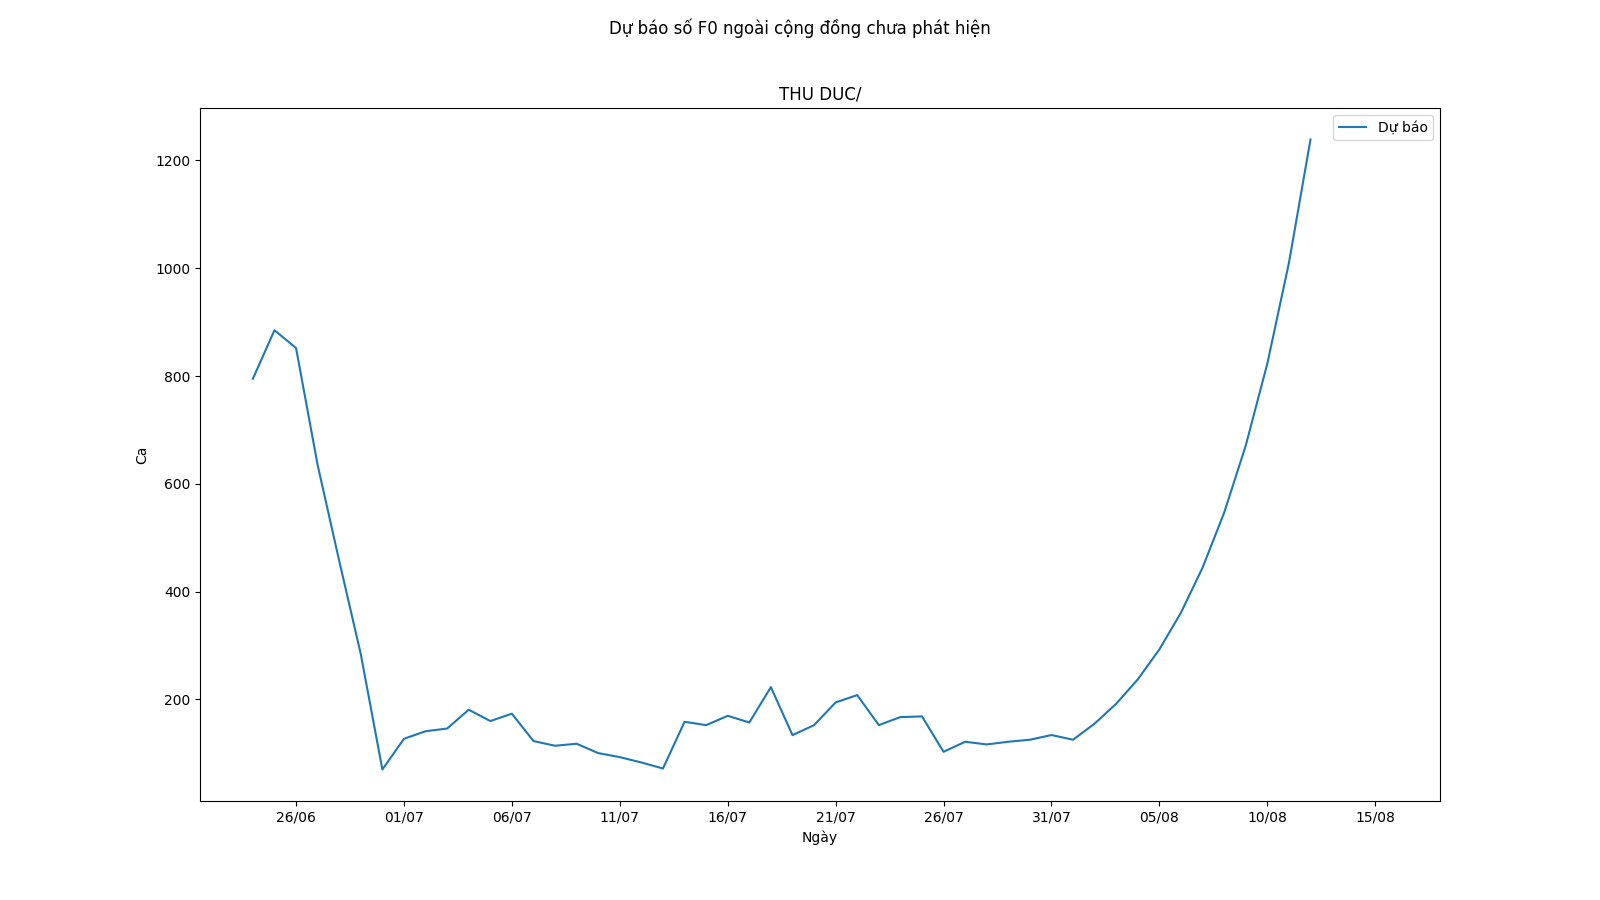 Dự báo số F0 ngoài cộng đồng chưa phát hiện
THU DUC/
Dự báo
1200
1000
800
600
400
200
Ca
26/06 01/07 06/07 11/07 16/07 21/07 26/07 31/07 05/08 10/08 15/08
Ngày